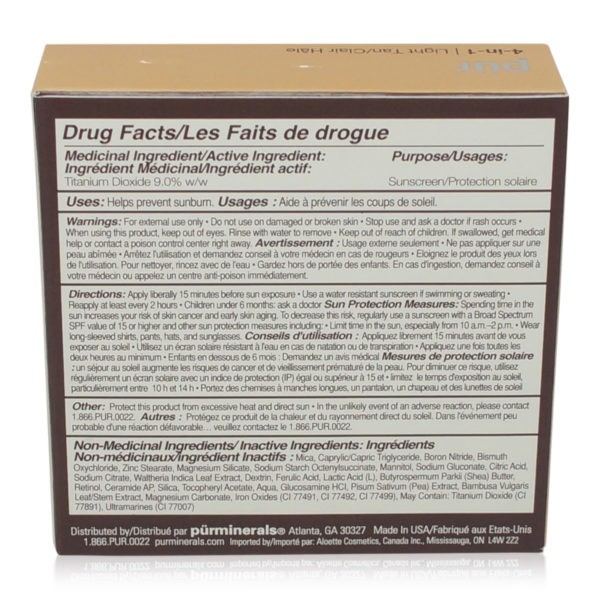 4-in-1 | Light Tan/Clair Hâle
pür
Drug Facts/Les Faits de drogue
Medicinal Ingredient/Active Ingredient: Purpose/Usages:
Ingrédient Médicinal/Ingrédient actif:
Titanium Dioxide 9.0% w/w Sunscreen/Protection solaire
Uses: Helps prevent sunburn. Usages : Aide à prévenir les coups de soleil.
Warnings: For external use only • Do not use on damaged or broken skin • Stop use and ask a doctor if rash occurs •
When using this product, keep out of eyes. Rinse with water to remove • Keep out of reach of children. If swallowed, get medical
help or contact a poison control center right away. Avertissement : Usage externe seulement • Ne pas appliquer sur une
peau abîmée • Arrêtez l'utilisation et demandez conseil à votre médecin en cas de rougeurs • Eloignez le produit des yeux lors
de l'utilisation. Pour nettoyer, rincez avec de l'eau • Gardez hors de portée des enfants. En cas d'ingestion, demandez conseil à
votre médecin ou appelez un centre anti-poison immédiatement.
Directions: Apply liberally 15 minutes before sun exposure • Use a water resistant sunscreen if swimming or sweating •
Reapply at least every 2 hours • Children under 6 months: ask a doctor Sun Protection Measures: Spending time in the
sun increases your risk of skin cancer and early skin aging. To decrease this risk, regularly use a sunscreen with a Broad Spectrum
SPF value of 15 or higher and other sun protection measures including: • Limit time in the sun, especially from 10 a.m.–2 p.m. • Wear
long-sleeved shirts, pants, hats, and sunglasses. Conseils d'utilisation : Appliquez librement 15 minutes avant de vous
exposer au soleil • Utilisez résistant à l'eau en cas de natation ou de transpiration • Appliquez une fois toutes les
deux heures au minimum • Enfants en dessous de 6 mois : Demandez un avis médical Mesures de protection solaire
: un séjour au soleil augmente les risques de cancer et de vieillissement prématuré de la peau. Pour diminuer ce risque, utilisez
régulièrement un écran solaire avec un indice de protection (IP) égal ou supérieur à 15 et • limitez le temps d'exposition au soleil,
particulièrement entre 10 h et 14 h • Portez des chemises à manches longues, un pantalon, un chapeau et des lunettes de soleil
Other: Protect this product from excessive heat and direct sun • In the unlikely event of an adverse reaction, please contact
1.866.PUR.0022. Autres : Protégez ce produit de la chaleur et du rayonnement direct du soleil. Dans l'événement peu
probable d'une réaction défavorable… veuillez contactez le 1.866.PUR.0022.
Non-Medicinal Ingredients/ Inactive Ingredients: Ingrédients
Non-médicinaux/Ingrédient Inactifs : Mica, Caprylic/Capric Triglyceride, Boron Nitride, Bismuth
Oxychloride, Zinc Stearate, Magnesium Silicate, Sodium Starch Octenylsuccinate, Mannitol, Sodium Gluconate, Citric Acid,
Sodium Citrate, Waltheria Indica Leaf Extract, Dextrin, Ferulic Acid, Lactic Acid (L), Butyrospermum Parkii (Shea) Butter,
Retinol, Ceramide AP, Silica, Tocopheryl Acetate, Aqua, Glucosamine HCI, Pisum Sativum (Pea) Extract, Bambusa Vulgaris
Leaf/Stem Extract, Magnesium Carbonate, Iron Oxides (CI 77491, CI 77492, CI 77499), May Contain: Titanium Dioxide (CI
77891), Ultramarines (CI 77007)
Distributed by/Distribué par pürminerals® Atlanta, GA 30327 Made In USA/Fabriqué aux Etats-Unis
1.866.PUR.0022 purminerals.com Imported by/Importé par: Aloette Cosmetics, Canada Inc., Mississauga, ON L4W 2Z2